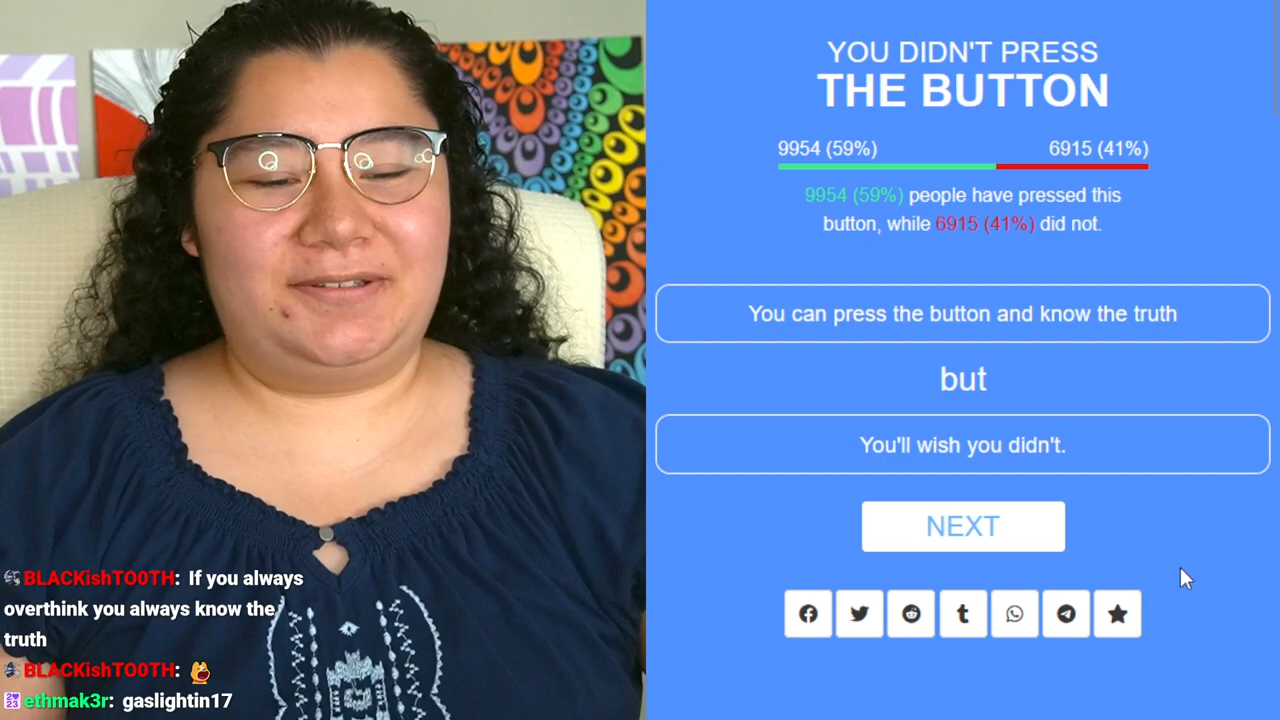 YOU DIDN'T PRESS
THE BUTTON
9954 (59%) 6915 (41%)
9954 (59%) people have pressed this
button, while 6915 (41%) did not.
You can press the button and know the truth
but
You'll wish you didn't.
NEXT
BLACKishTO0TH: If you always
overthink you always know the
truth
BLACKishTO0TH:
ethmak3r: gaslightin17